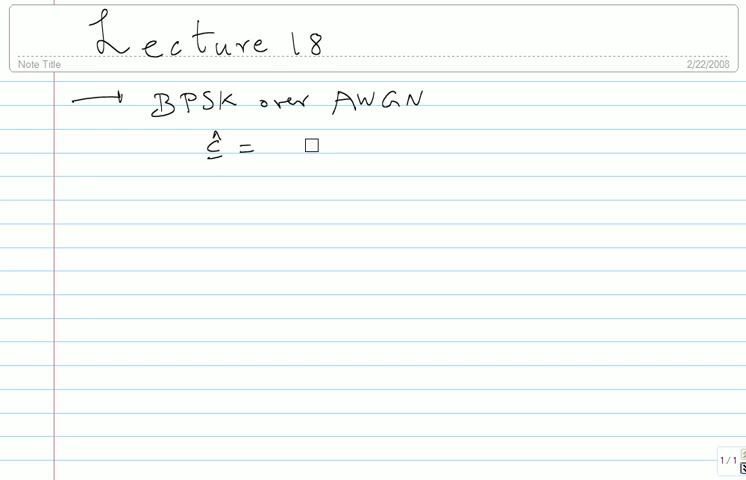 Lecture 18
Note Title
2/22/2008
→ BPSK over AWGN
ĉ =
1 / 1